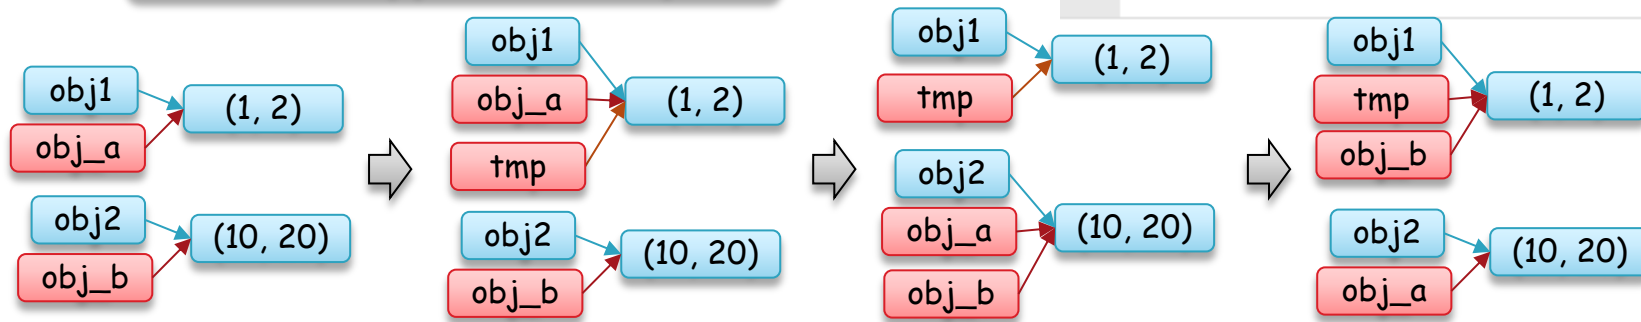 obj1
(1, 2)
obj_a
obj2
(10, 20)
obj_b
obj1
obj_a
(1, 2)
tmp
obj2
(10, 20)
obj_b
obj1
(1, 2)
tmp
obj2
obj_a
(10, 20)
obj_b
obj1
tmp
(1, 2)
obj_b
obj2
(10, 20)
obj_a